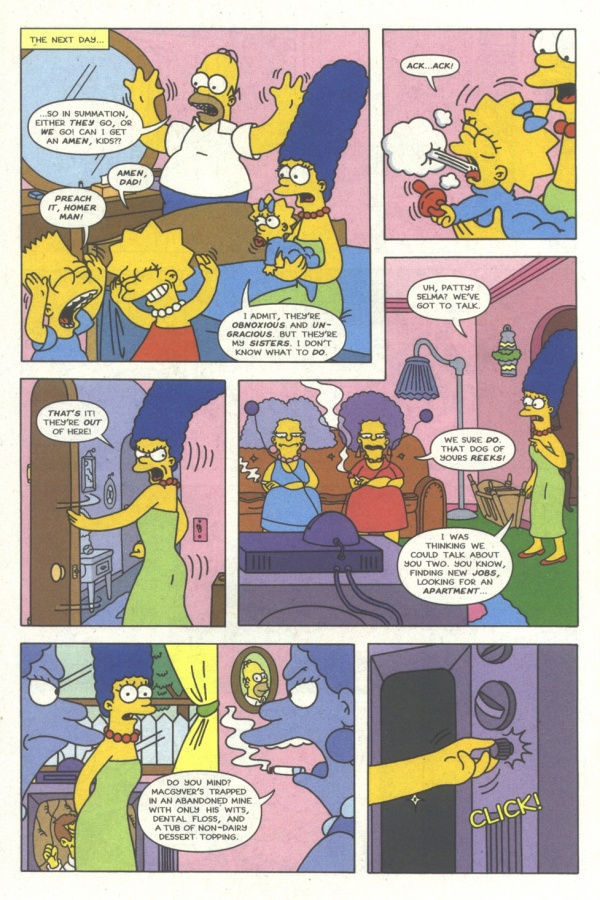 THE NEXT DAY...
...SO IN SUMMATION,
EITHER THEY GO, OR
WE GO! CAN I GET
AN AMEN, KIDS??
AMEN,
DAD!
PREACH
IT, HOMER
MAN!
I ADMIT, THEY'RE
OBNOXIOUS AND UN-
GRACIOUS. BUT THEY'RE
MY SISTERS. I DON'T
KNOW WHAT TO DO.
ACK...ACK!
THAT'S IT!
THEY'RE OUT
OF HERE!
UH, PATTY?
SELMA? WE'VE
GOT TO TALK.
WE SURE DO.
THAT DOG OF
YOURS REEKS!
I WAS
THINKING WE
COULD TALK ABOUT
YOU TWO. YOU KNOW,
FINDING NEW JOBS,
LOOKING FOR AN
APARTMENT...
DO YOU MIND?
MACGYVER'S TRAPPED
IN AN ABANDONED MINE
WITH ONLY HIS WITS,
DENTAL FLOSS, AND
A TUB OF NON-DAIRY
DESSERT TOPPING.
CLICK!